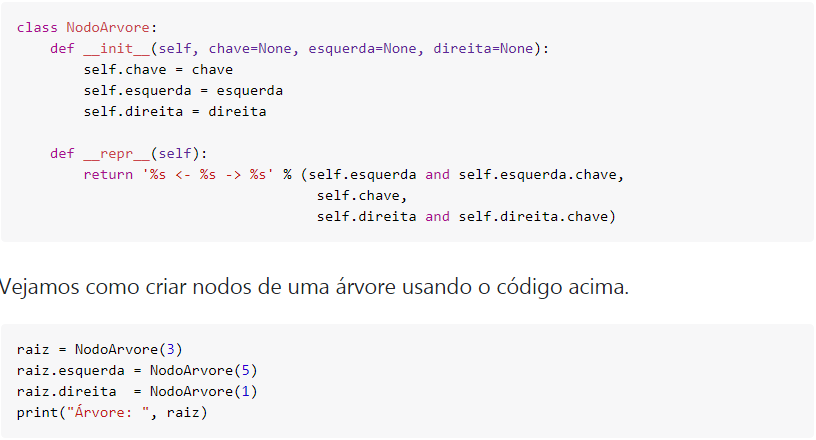 class NodoArvore:
    def __init__(self, chave=None, esquerda=None, direita=None):
        self.chave = chave
        self.esquerda = esquerda
        self.direita = direita
    def __repr__(self):
        return '%s <- %s -> %s' % (self.esquerda and self.esquerda.chave,
                                    self.chave,
                                    self.direita and self.direita.chave)
Vejamos como criar nodos de uma árvore usando o código acima.
raiz = NodoArvore(3)
raiz.esquerda = NodoArvore(5)
raiz.direita  = NodoArvore(1)
print("Árvore: ", raiz)